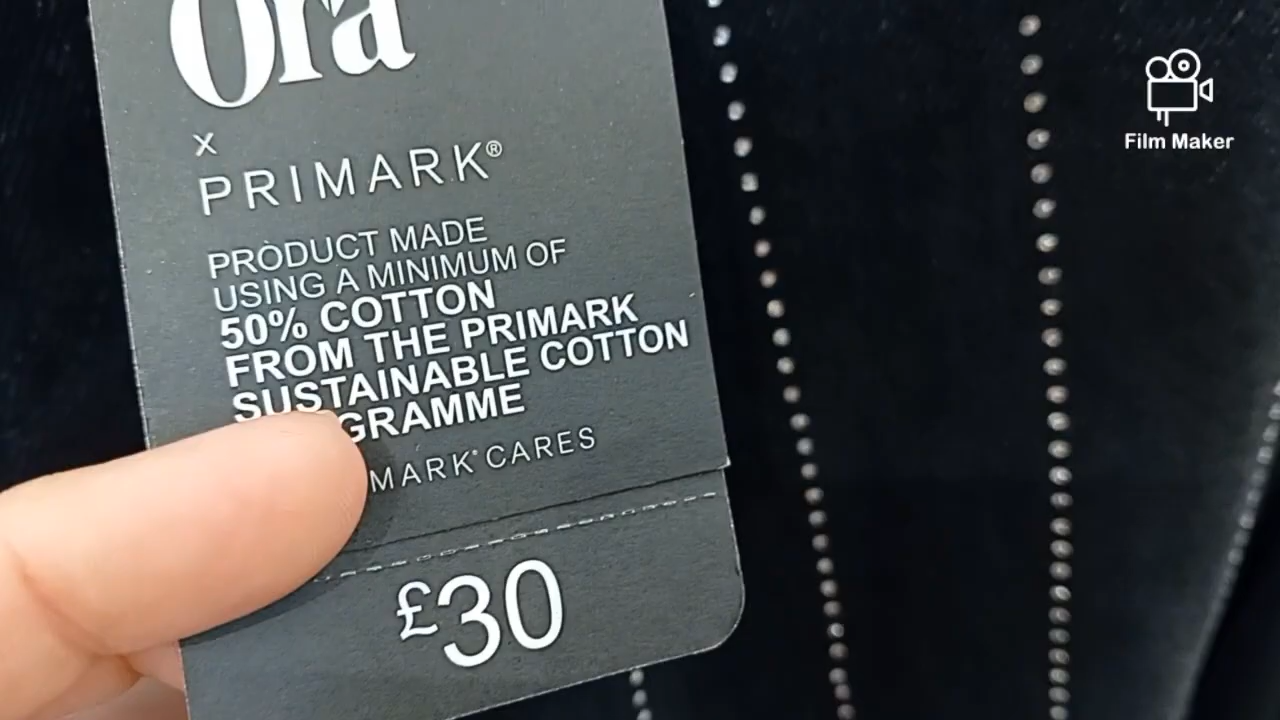 Ora
x
PRIMARK®
PRODUCT MADE
USING A MINIMUM OF
50% COTTON
FROM THE PRIMARK
SUSTAINABLE COTTON
GRAMME
MARK® CARES
£30
Film Maker